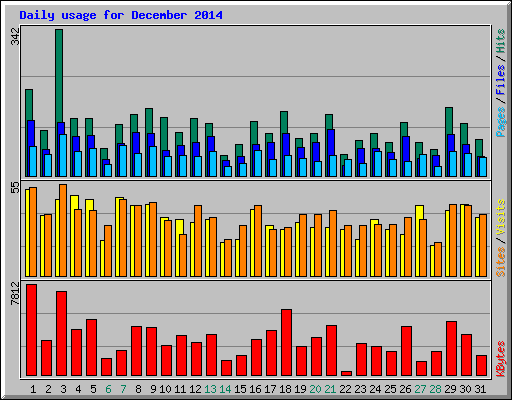 Daily usage for December 2014
342
Pages / Files / Hits
55
Sites / Visits
7812
KBytes
1 2 3 4 5 6 7 8 9 10 11 12 13 14 15 16 17 18 19 20 21 22 23 24 25 26 27 28 29 30 31